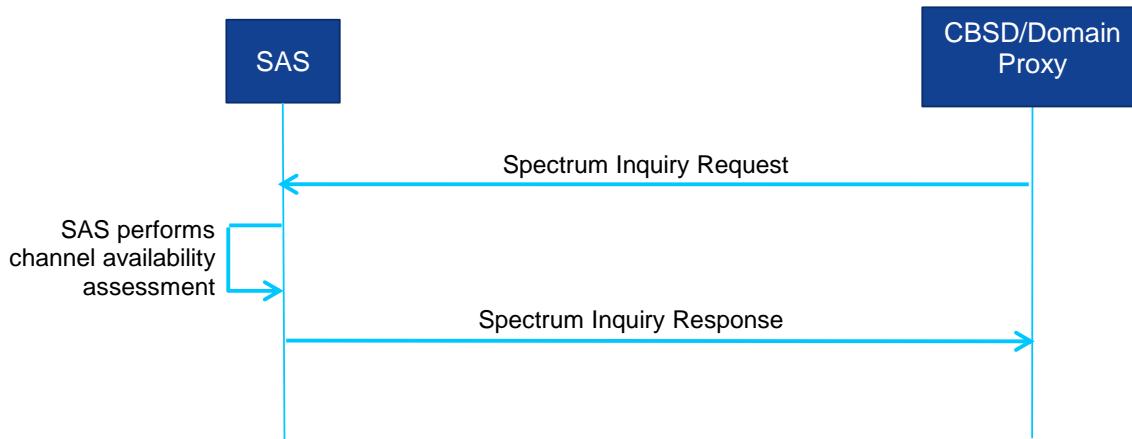 SAS
CBSD/Domain
Proxy
Spectrum Inquiry Request
SAS performs
channel availability
assessment
Spectrum Inquiry Response